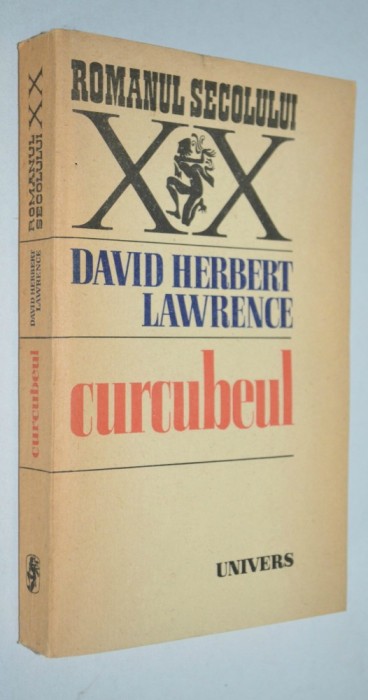 ROMANUL SECOLULUI
XX
DAVID HERBERT
LAWRENCE
curcubeul
UNIVERS
ROMANUL
SECOLULUI
XX
DAVID HERBERT
LAWRENCE
curcubeul